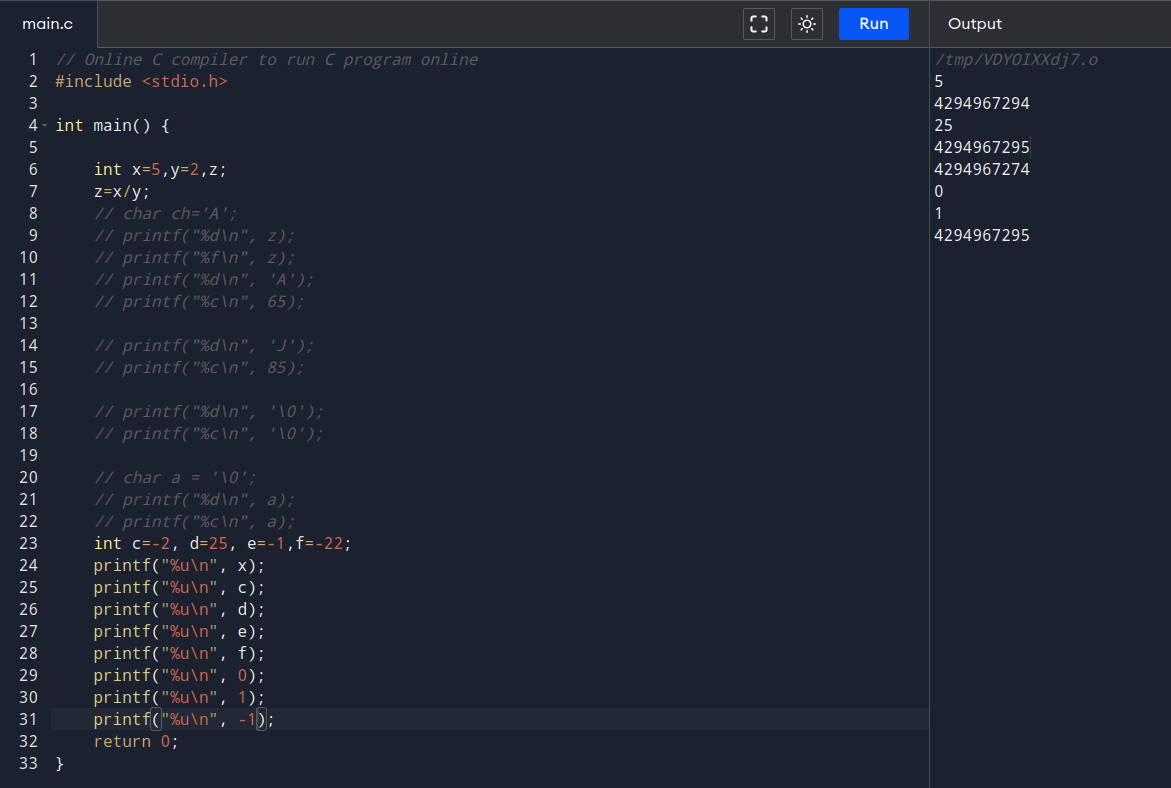 main.c
Run
Output
1 // Online C compiler to run C program online
2 #include <stdio.h>
3
4 int main() {
5
6 int x=5,y=2,z;
7 z=x/y;
8 // char ch='A';
9 // printf("%d\n", z);
10 // printf("%f\n", z);
11 // printf("%d\n", 'A');
12 // printf("%c\n", 65);
13
14 // printf("%d\n", 'J');
15 // printf("%c\n", 85);
16
17 // printf("%d\n", '\0');
18 // printf("%c\n", '\0');
19
20 // char a = '\0';
21 // printf("%d\n", a);
22 // printf("%c\n", a);
23 int c=-2, d=25, e=-1,f=-22;
24 printf("%u\n", x);
25 printf("%u\n", c);
26 printf("%u\n", d);
27 printf("%u\n", e);
28 printf("%u\n", f);
29 printf("%u\n", 0);
30 printf("%u\n", 1);
31 printf("%u\n", -1);
32 return 0;
33 }
/tmp/VDYOIXXdj7.o
5
4294967294
25
4294967295
4294967274
0
1
4294967295